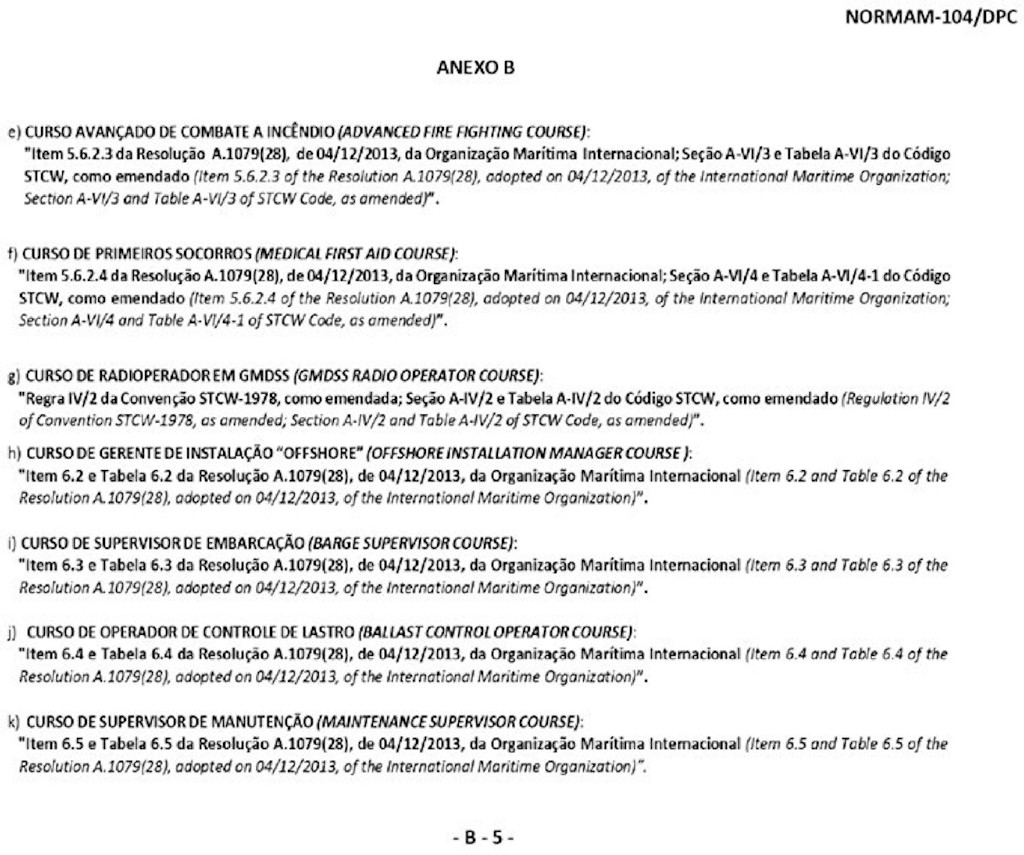 NORMAM-104/DPC
ANEXO B
e) CURSO AVANÇADO DE COMBATE A INCÊNDIO (ADVANCED FIRE FIGHTING COURSE):
"Item 5.6.2.3 da Resolução A.1079(28), de 04/12/2013, da Organização Marítima Internacional; Seção A-VI/3 e Tabela A-VI/3 do Código
STCW, como emendado (Item 5.6.2.3 of the Resolution A.1079(28), adopted on 04/12/2013, of the International Maritime Organization;
Section A-VI/3 and Table A-VI/3 of STCW Code, as amended)".
f) CURSO DE PRIMEIROS SOCORROS (MEDICAL FIRST AID COURSE):
"Item 5.6.2.4 da Resolução A.1079(28), de 04/12/2013, da Organização Marítima Internacional; Seção A-VI/4 e Tabela A-VI/4-1 do Código
STCW, como emendado (Item 5.6.2.4 of the Resolution A.1079(28), adopted on 04/12/2013, of the International Maritime Organization;
Section A-VI/4 and Table A-VI/4-1 of STCW Code, as amended)".
g) CURSO DE RADIOPERADOR EM GMDSS (GMDSS RADIO OPERATOR COURSE):
"Regra IV/2 da Convenção STCW-1978, como emendada; Seção A-IV/2 e Tabela A-IV/2 do Código STCW, como emendado (Regulation IV/2
of Convention STCW-1978, as amended; Section A-IV/2 and Table A-IV/2 of STCW Code, as amended)".
h) CURSO DE GERENTE DE INSTALAÇÃO “OFFSHORE” (OFFSHORE INSTALLATION MANAGER COURSE ):
"Item 6.2 e Tabela 6.2 da Resolução A.1079(28), de 04/12/2013, da Organização Marítima Internacional (Item 6.2 and Table 6.2 of the
Resolution A.1079(28), adopted on 04/12/2013, of the International Maritime Organization)".
i) CURSO DE SUPERVISOR DE EMBARCAÇÃO (BARGE SUPERVISOR COURSE):
"Item 6.3 e Tabela 6.3 da Resolução A.1079(28), de 04/12/2013, da Organização Marítima Internacional (Item 6.3 and Table 6.3 of the
Resolution A.1079(28), adopted on 04/12/2013, of the International Maritime Organization)".
j) CURSO DE OPERADOR DE CONTROLE DE LASTRO (BALLAST CONTROL OPERATOR COURSE):
"Item 6.4 e Tabela 6.4 da Resolução A.1079(28), de 04/12/2013, da Organização Marítima Internacional (Item 6.4 and Table 6.4 of the
Resolution A.1079(28), adopted on 04/12/2013, of the International Maritime Organization)".
k) CURSO DE SUPERVISOR DE MANUTENÇÃO (MAINTENANCE SUPERVISOR COURSE):
"Item 6.5 e Tabela 6.5 da Resolução A.1079(28), de 04/12/2013, da Organização Marítima Internacional (Item 6.5 and Table 6.5 of the
Resolution A.1079(28), adopted on 04/12/2013, of the International Maritime Organization)".
- B - 5 -